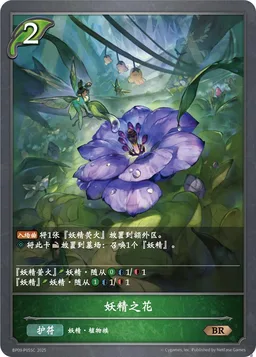 2
入场曲 将1张『妖精萤火』放置到额外区。
将此卡 放置到墓场：召唤1个『妖精』。
『妖精萤火』妖精·随从 0 1/1
『妖精』妖精·随从 1 1/1
妖精之花
护符 妖精·植物族 BR